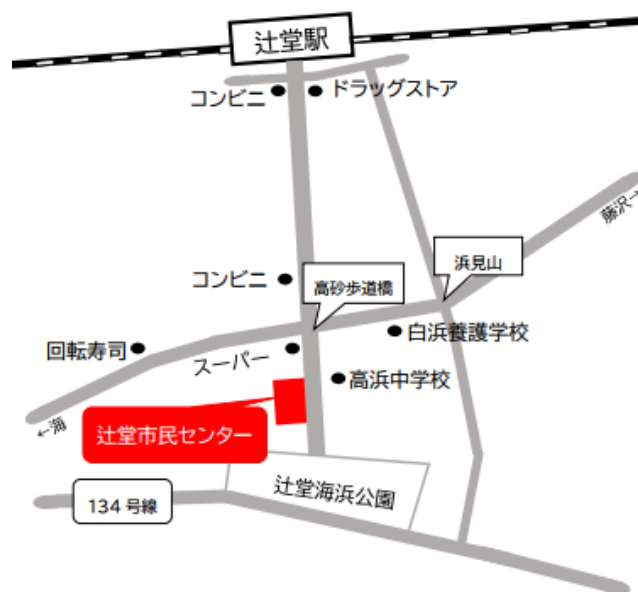 辻堂駅
コンビニ
ドラッグストア
藤沢→
浜見山
コンビニ
高砂歩道橋
白浜養護学校
回転寿司
スーパー
高浜中学校
←海
辻堂市民センター
辻堂海浜公園
134号線